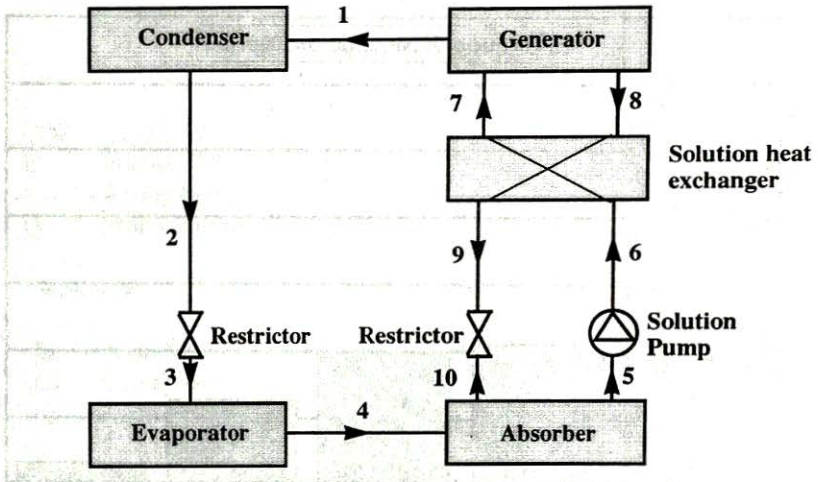 1
Condenser
Generatör
7
8
Solution heat
exchanger
2
9
6
Restrictor
Restrictor
Solution
Pump
3
10
5
4
Evaporator
Absorber